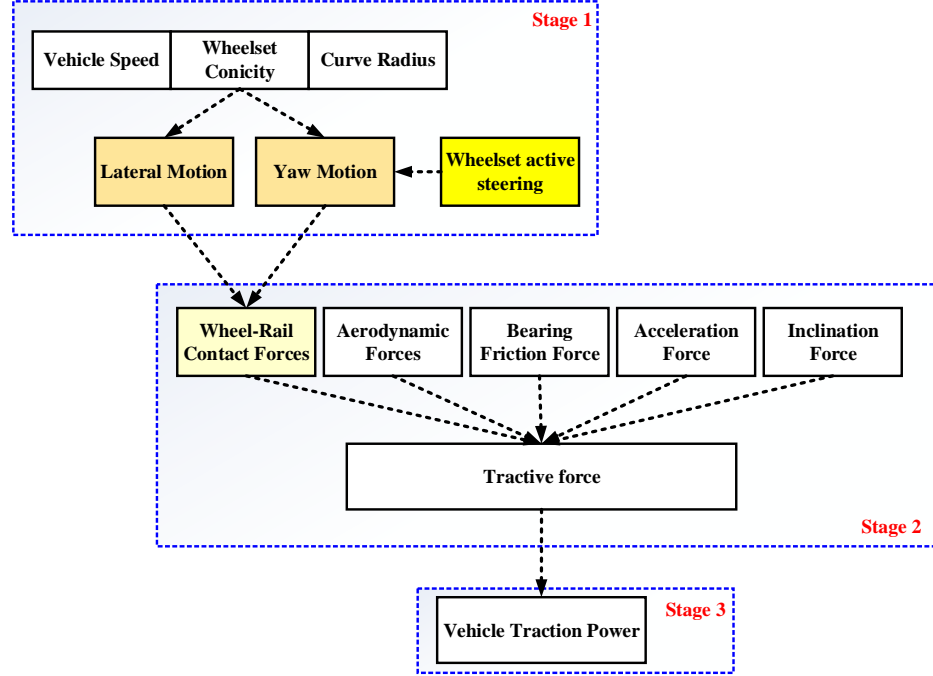 Stage 1
Vehicle Speed
Wheelset
Conicity
Curve Radius
Lateral Motion
Yaw Motion
Wheelset active
steering
Wheel-Rail
Contact Forces
Aerodynamic
Forces
Bearing
Friction Force
Acceleration
Force
Inclination
Force
Tractive force
Stage 2
Stage 3
Vehicle Traction Power